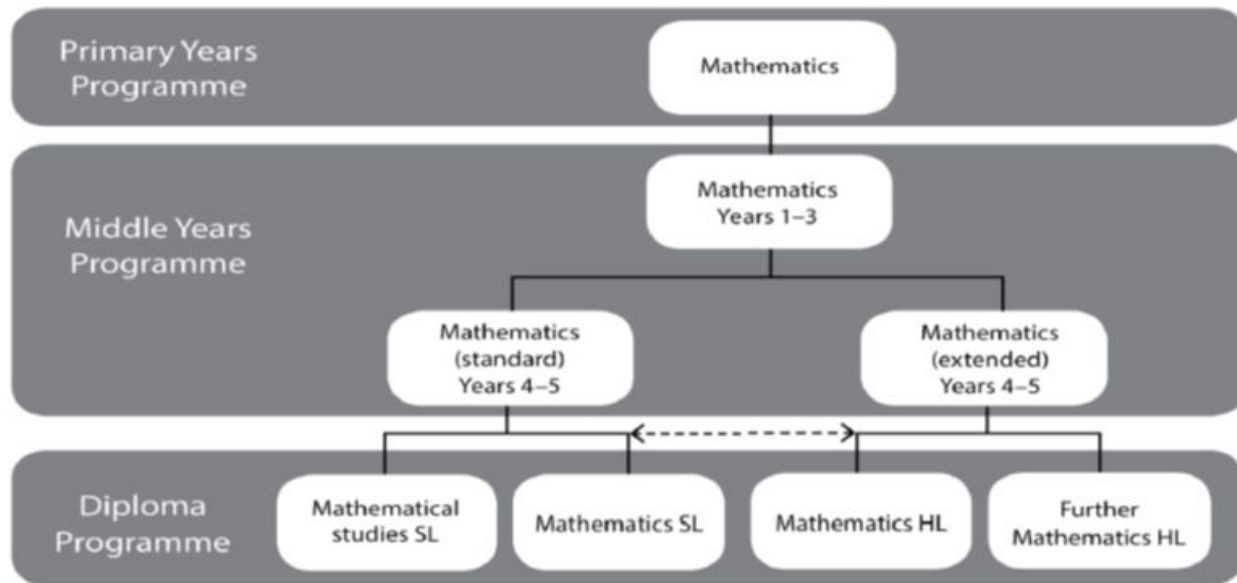 Primary Years
Programme
Mathematics
Middle Years
Programme
Mathematics
Years 1–3
Mathematics
(standard)
Years 4–5
Mathematics
(extended)
Years 4–5
Diploma
Programme
Mathematical
studies SL
Mathematics SL
Mathematics HL
Further
Mathematics HL